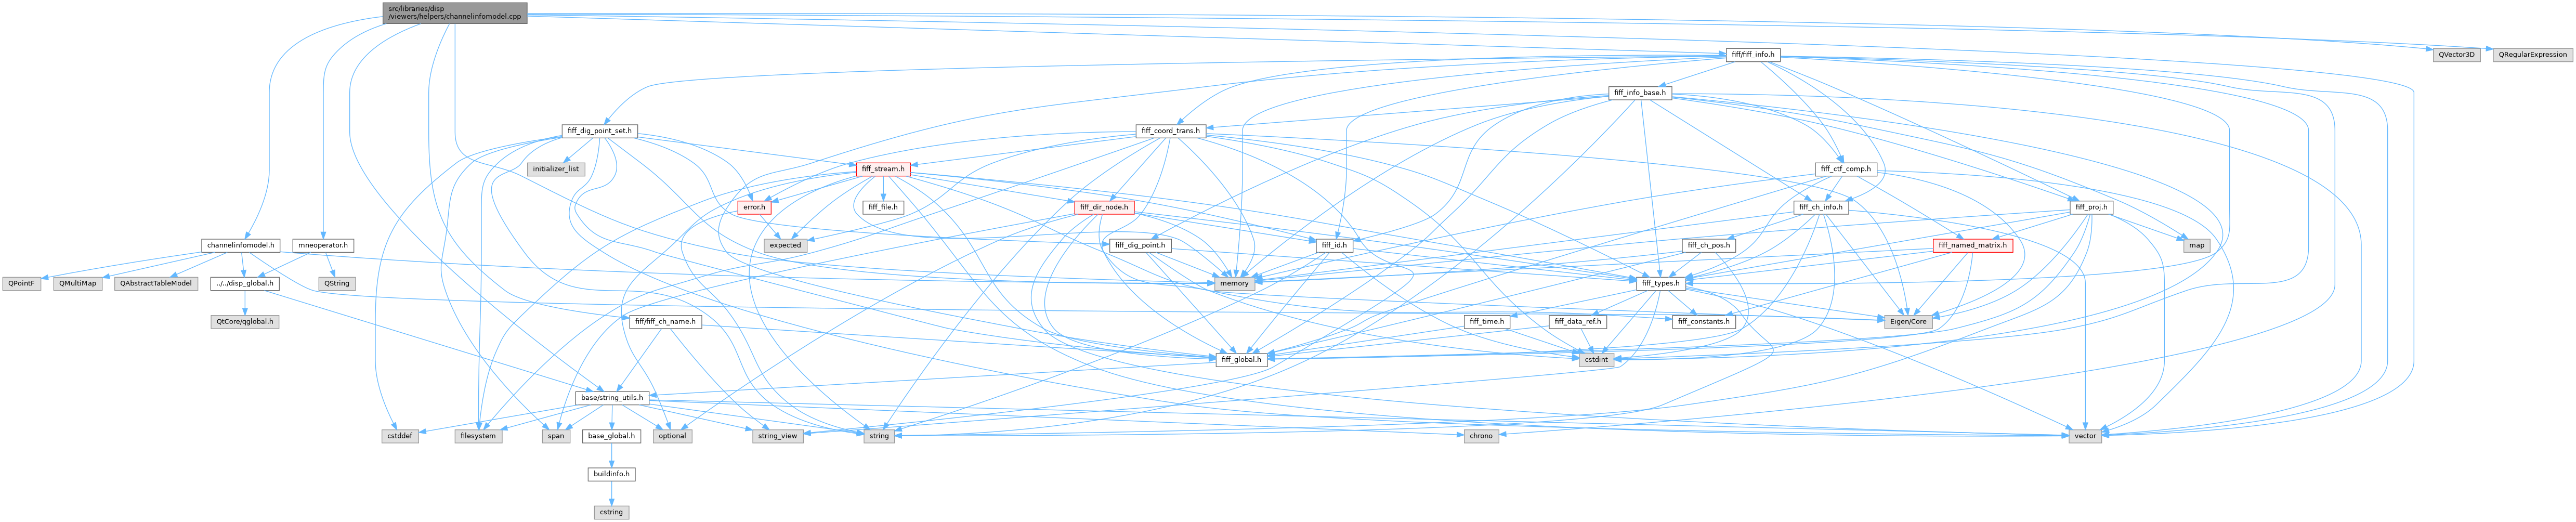 src/libraries/disp
/viewers/helpers/channelinfomodel.cpp
fiff/fiff_info.h
QVector3D
QRegularExpression
fiff_info_base.h
fiff_dig_point_set.h
fiff_coord_trans.h
initializer_list
fiff_stream.h
fiff_ctf_comp.h
error.h
fiff_file.h
fiff_dir_node.h
fiff_ch_info.h
fiff_proj.h
channelinfomodel.h
mneoperator.h
expected
fiff_dig_point.h
fiff_id.h
fiff_ch_pos.h
fiff_named_matrix.h
map
QPointF
QMultiMap
QAbstractTableModel
../../disp_global.h
QString
memory
fiff_types.h
QtCore/qglobal.h
fiff/fiff_ch_name.h
fiff_time.h
fiff_data_ref.h
fiff_constants.h
Eigen/Core
fiff_global.h
cstdint
base/string_utils.h
cstddef
filesystem
span
base_global.h
optional
string_view
string
chrono
vector
buildinfo.h
cstring